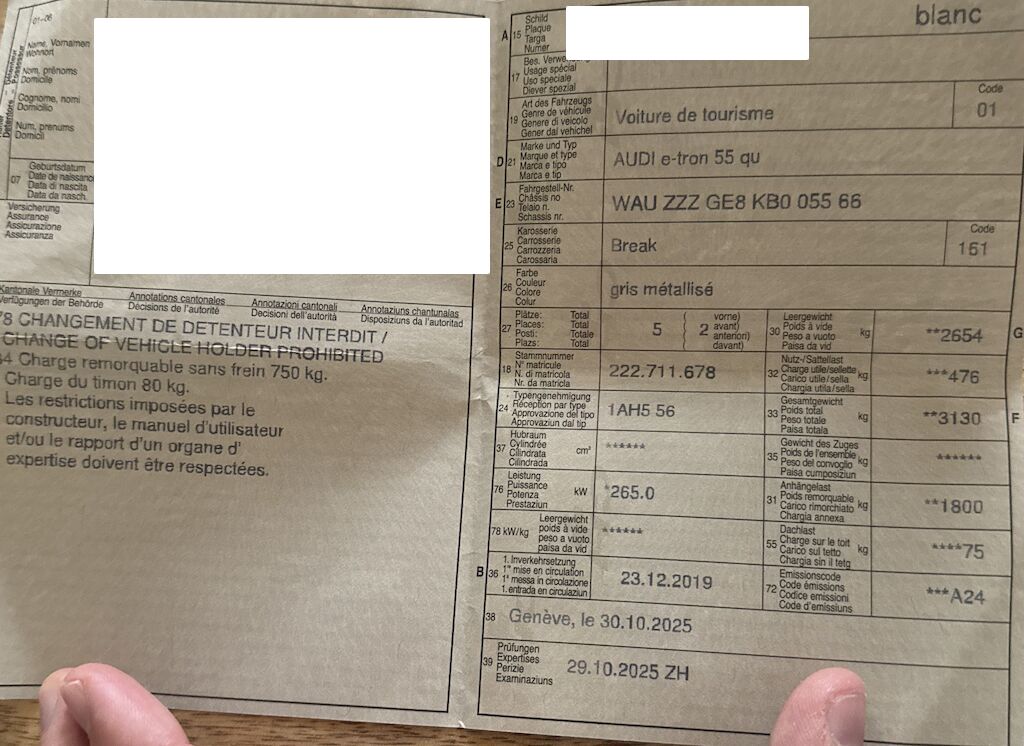 01-06
Name, Vornamen
Wohnort
Nom, prénoms
Domicile
Cognome, nomi
Domicilio
Num, prenums
Domicil
07
Geburtsdatum
Date de naissance
Data di nascita
Data da nasch.
Versicherung
Assurance
Assicurazione
Assicuranza
Kantonale Vermerke
Verfügungen der Behörde
Annotations cantonales
Décisions de l'autorité
Annotazioni cantonali
Decisioni dell'autorità
Annotaziuns chantunalas
Disposiziuns da l'autoritad
78 CHANGEMENT DE DETENTEUR INTERDIT /
CHANGE OF VEHICLE HOLDER PROHIBITED
Charge remorquable sans frein 750 kg.
Charge du timon 80 kg.
Les restrictions imposées par le
constructeur, le manuel d'utilisateur
et/ou le rapport d'un organe d'
expertise doivent être respectées.
A 15
Schild
Plaque
Targa
Numer
blanc
17
Bes.
Usage spécial
Uso speciale
Diever spezial
19
Art des Fahrzeugs
Genre de véhicule
Genere di veicolo
Gener dal vehichel
Voiture de tourisme
Code
01
D 21
Marke und Typ
Marque et type
Marca e tipo
Marca e tip
AUDI e-tron 55 qu
E 23
Fahrgestell-Nr.
Châssis no
Telaio n.
Schassis nr.
WAU ZZZ GE8 KB0 055 66
25
Karosserie
Carrosserie
Carrozzeria
Carossaria
Break
Code
161
26
Farbe
Couleur
Colore
Colur
gris métallisé
27
Plätze: Total
Places: Total
Posti: Totale
Plazs: Total
5
2
vorne)
avant)
anteriori)
davant)
30
Leergewicht
Poids à vide
Peso a vuoto
Paisa da vid
kg
**2654
G
18
Stammnummer
N° matricule
N. di matricola
Nr. da matricla
222.711.678
32
Nutz-/Sattellast
Charge utile/sellette
Carico utile/sella
Chargia utila/sella
kg
***476
24
Typengenehmigung
Réception par type
Approvazione del tipo
Approvaziun dal tip
1AH5 56
33
Gesamtgewicht
Poids total
Peso totale
Paisa totala
kg
**3130
F
37
Hubraum
Cylindrée
Cilindrata
Cilindrada
cm³
******
35
Gewicht des Zuges
Poids de l'ensemble
Peso del convoglio
Paisa cumposiziun
kg
******
76
Leistung
Puissance
Potenza
Prestaziun
kW
*265.0
31
Anhängelast
Poids remorquable
Carico rimorchiato
Chargia annexa
kg
**1800
78 kW/kg
Leergewicht
poids à vide
peso a vuoto
paisa da vid
******
55
Dachlast
Charge sur le toit
Carico sul tetto
Chargia sin il tetg
kg
****75
B 36
1. Inverkehrsetzung
1re mise en circulation
1a messa in circolazione
1. entrada en circulaziun
23.12.2019
72
Emissionscode
Code émissions
Codice emissioni
Code d'emissiuns
***A24
38
Genève, le 30.10.2025
39
Prüfungen
Expertises
Perizie
Examinaziuns
29.10.2025 ZH